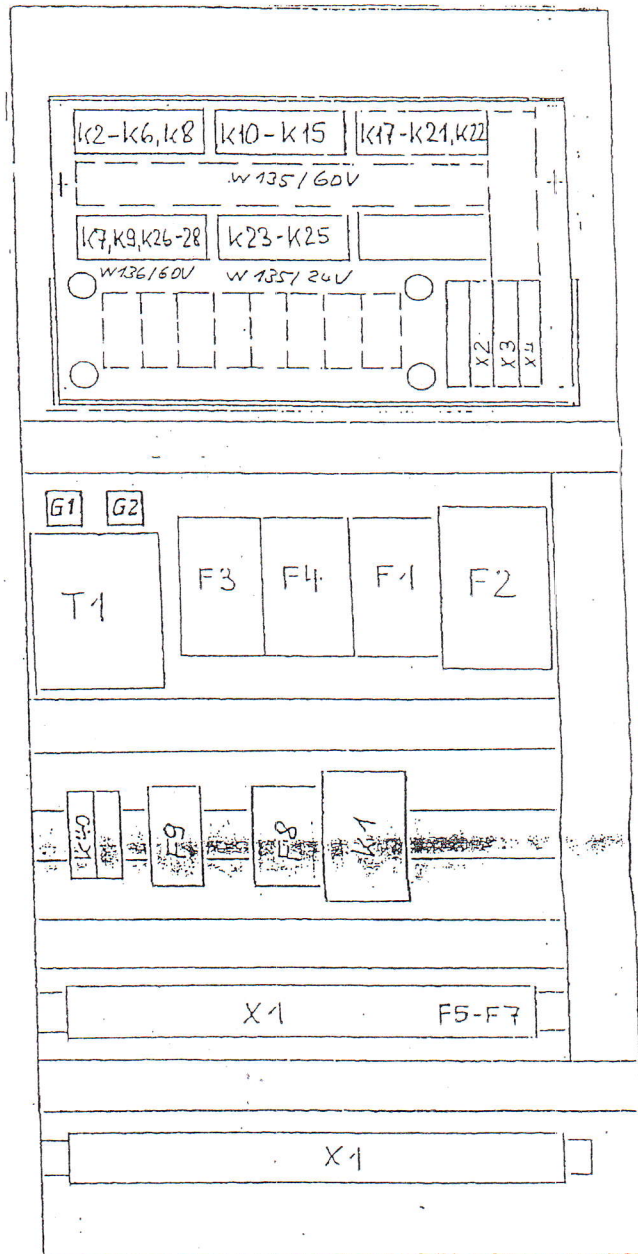 K2-K6,K8 K10-K15 K17-K21,K22
W135/60V
K7,K9,K26-28 K23-K25
W136/60V W135/24V
X2 X3 X4
G1 G2
T1 F3 F4 F1 F2
K40 F9 F8 K1
X1 F5-F7
X1